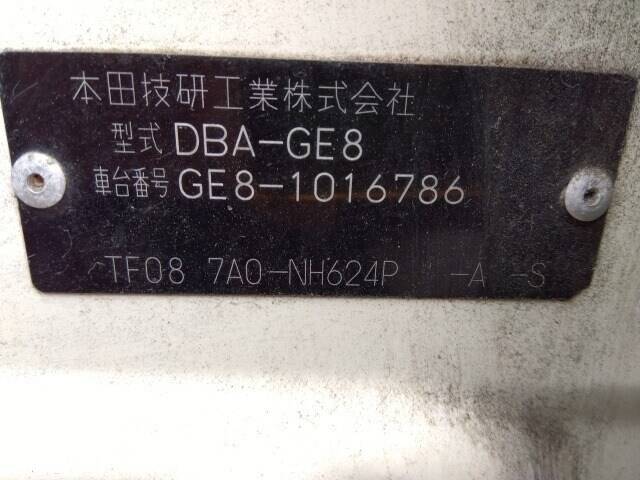 本田技研工業株式会社
型式 DBA-GE8
車台番号 GE8-1016786
TF08 7A0-NH624P -A -S